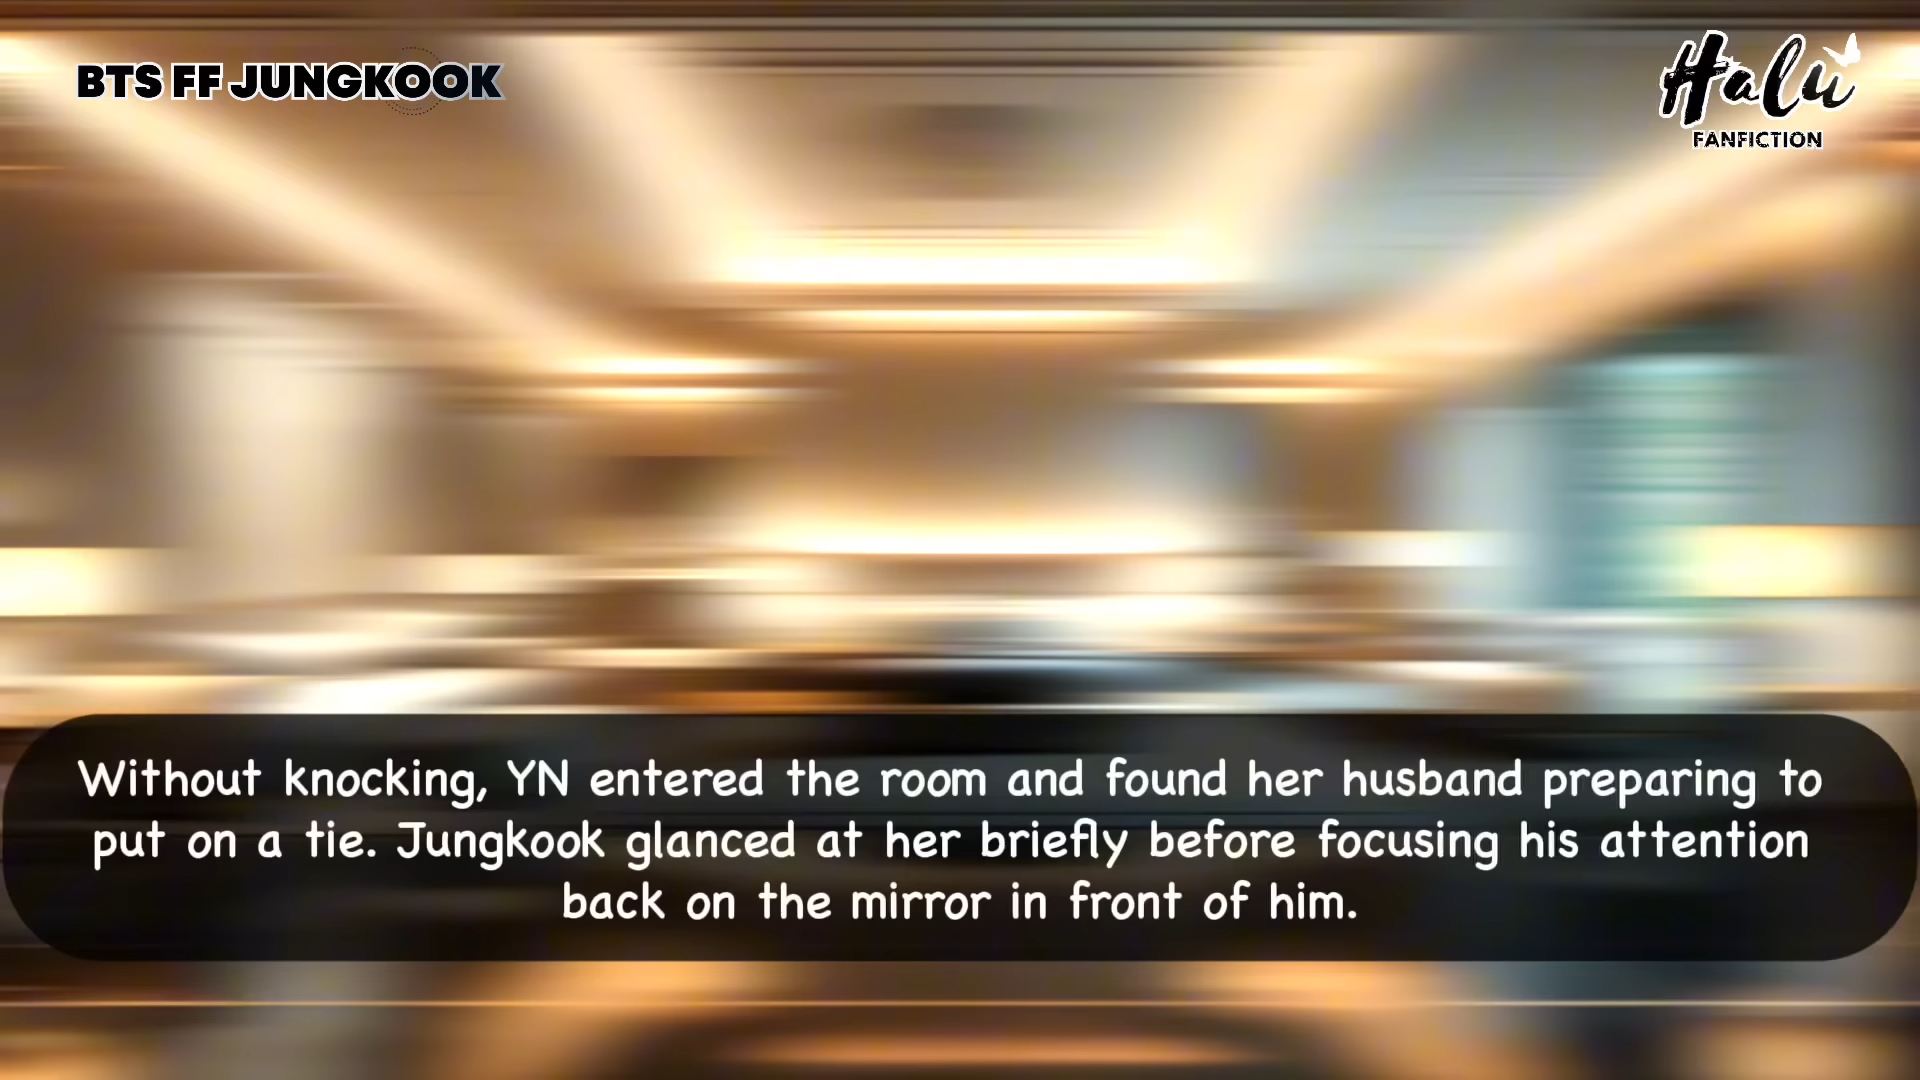 BTS FF JUNGKOOK
Halu
FANFICTION
Without knocking, YN entered the room and found her husband preparing to
put on a tie. Jungkook glanced at her briefly before focusing his attention
back on the mirror in front of him.